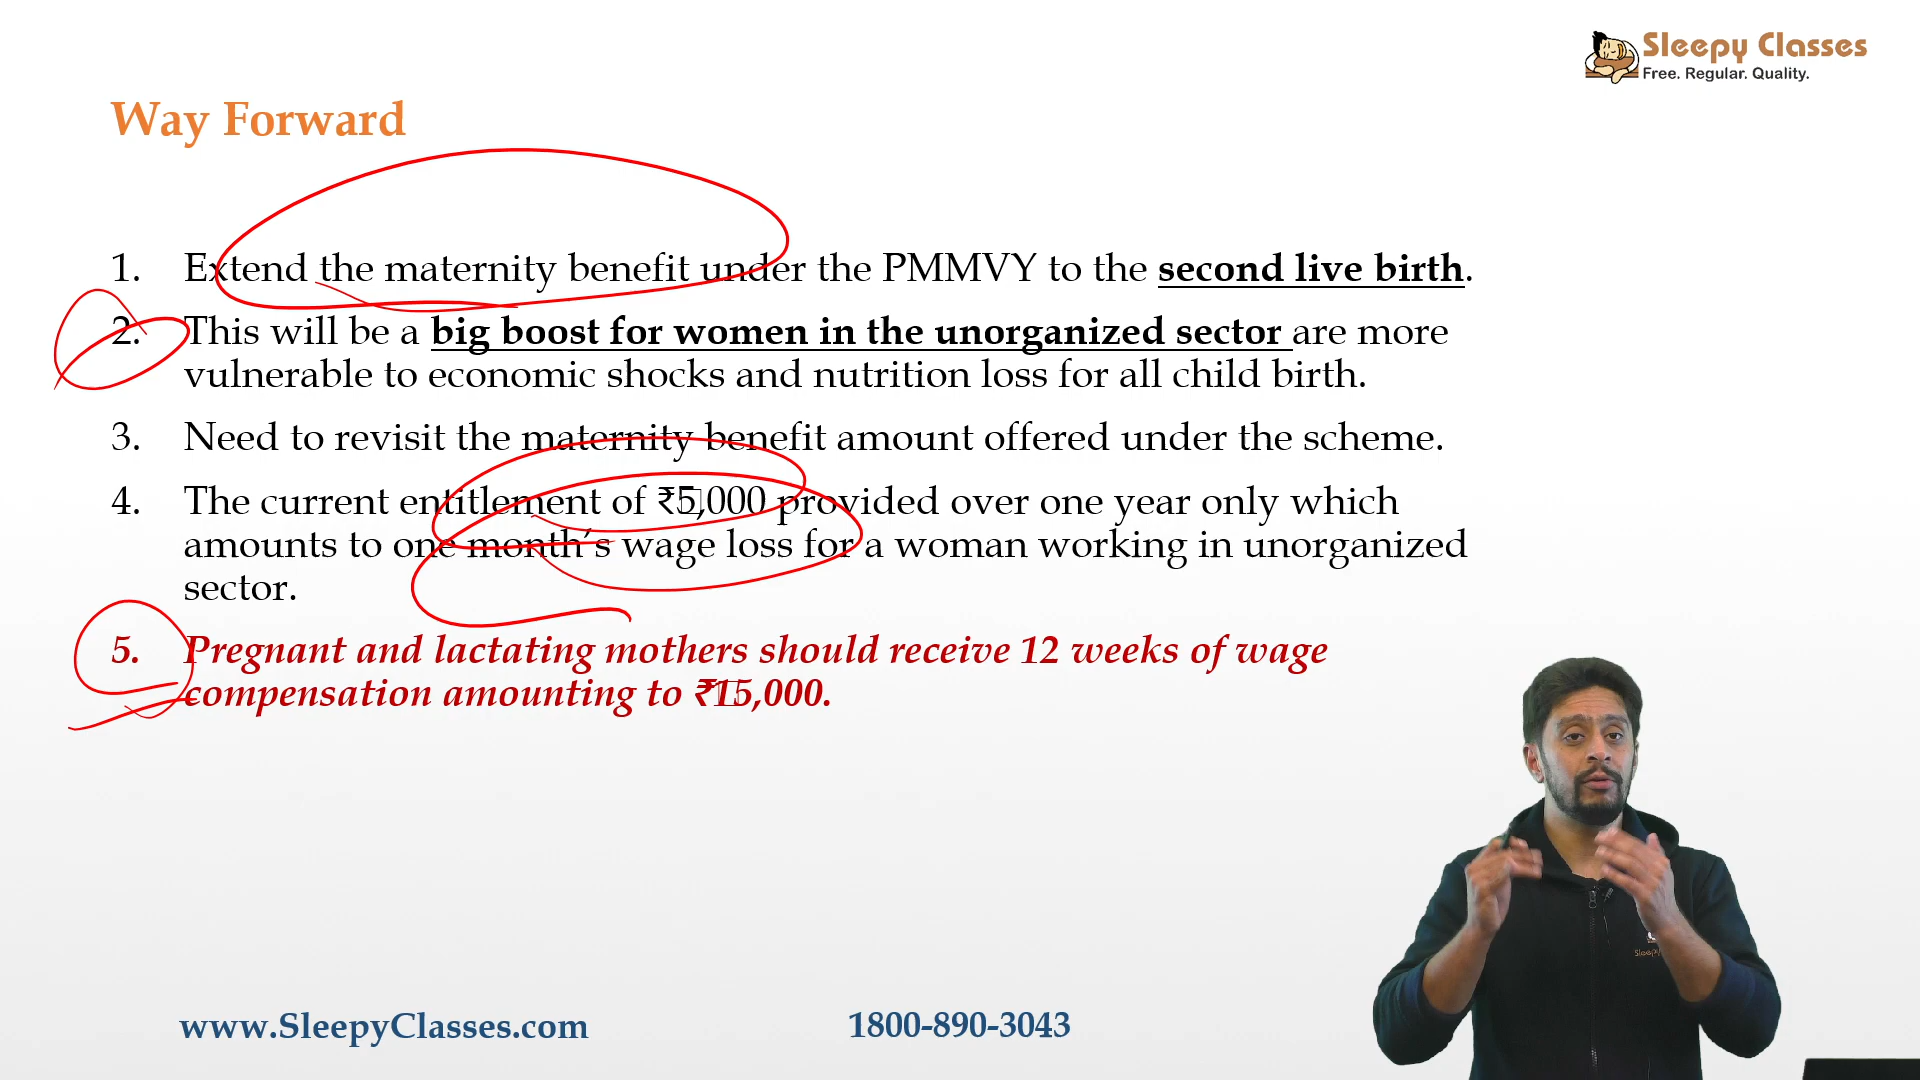 Sleepy Classes
Free. Regular. Quality.
Way Forward
1. Extend the maternity benefit under the PMMVY to the second live birth.
2. This will be a big boost for women in the unorganized sector are more
vulnerable to economic shocks and nutrition loss for all child birth.
3. Need to revisit the maternity benefit amount offered under the scheme.
4. The current entitlement of ₹5,000 provided over one year only which
amounts to one month’s wage loss for a woman working in unorganized
sector.
5. Pregnant and lactating mothers should receive 12 weeks of wage
compensation amounting to ₹15,000.
Sleepy
www.SleepyClasses.com
1800-890-3043